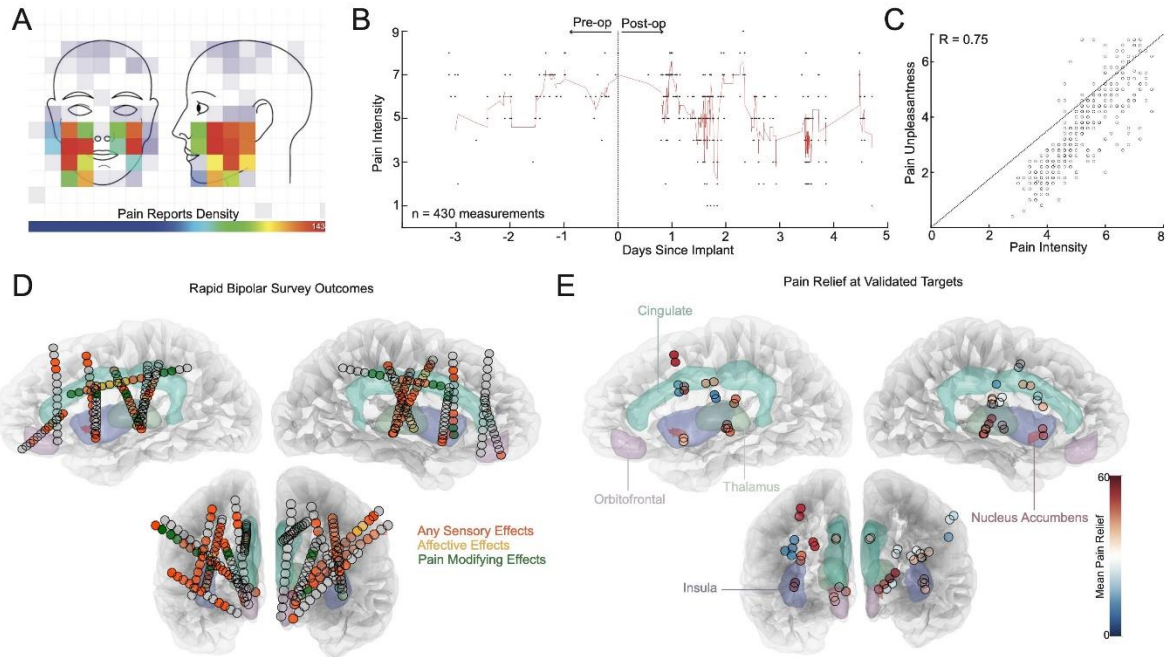 A
Pain Reports Density
143
B
Pre-op
Post-op
Pain Intensity
9
7
5
3
1
n = 430 measurements
-3
-2
-1
0
1
2
3
4
5
Days Since Implant
C
R = 0.75
Pain Unpleasantness
6
4
2
0
2
4
6
8
Pain Intensity
D
Rapid Bipolar Survey Outcomes
Any Sensory Effects
Affective Effects
Pain Modifying Effects
E
Pain Relief at Validated Targets
Cingulate
Orbitofrontal
Thalamus
Nucleus Accumbens
Insula
60
Mean Pain Relief
0